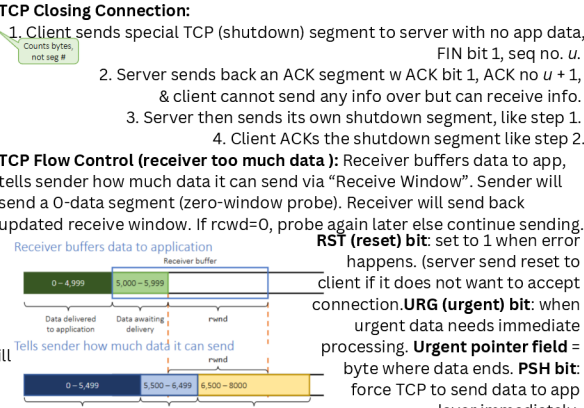 TCP Closing Connection:
1. Client sends special TCP (shutdown) segment to server with no app data,
Counts bytes,
not seg #
FIN bit 1, seq no. u.
2. Server sends back an ACK segment w ACK bit 1, ACK no u + 1,
& client cannot send any info over but can receive info.
3. Server then sends its own shutdown segment, like step 1.
4. Client ACKs the shutdown segment like step 2.
TCP Flow Control (receiver too much data ): Receiver buffers data to app,
tells sender how much data it can send via “Receive Window”. Sender will
send a 0-data segment (zero-window probe). Receiver will send back
updated receive window. If rcwd=0, probe again later else continue sending.
Receiver buffers data to application
Receiver buffer
0 – 4,999
5,000 – 5,999
Data delivered
to application
Data awaiting
delivery
rwnd
Tells sender how much data it can send
rwnd
ill
0 – 5,499
5,500 - 6,499
6,500 - 8000
RST (reset) bit: set to 1 when error
happens. (server send reset to
client if it does not want to accept
connection.URG (urgent) bit: when
urgent data needs immediate
processing. Urgent pointer field =
byte where data ends. PSH bit:
force TCP to send data to app